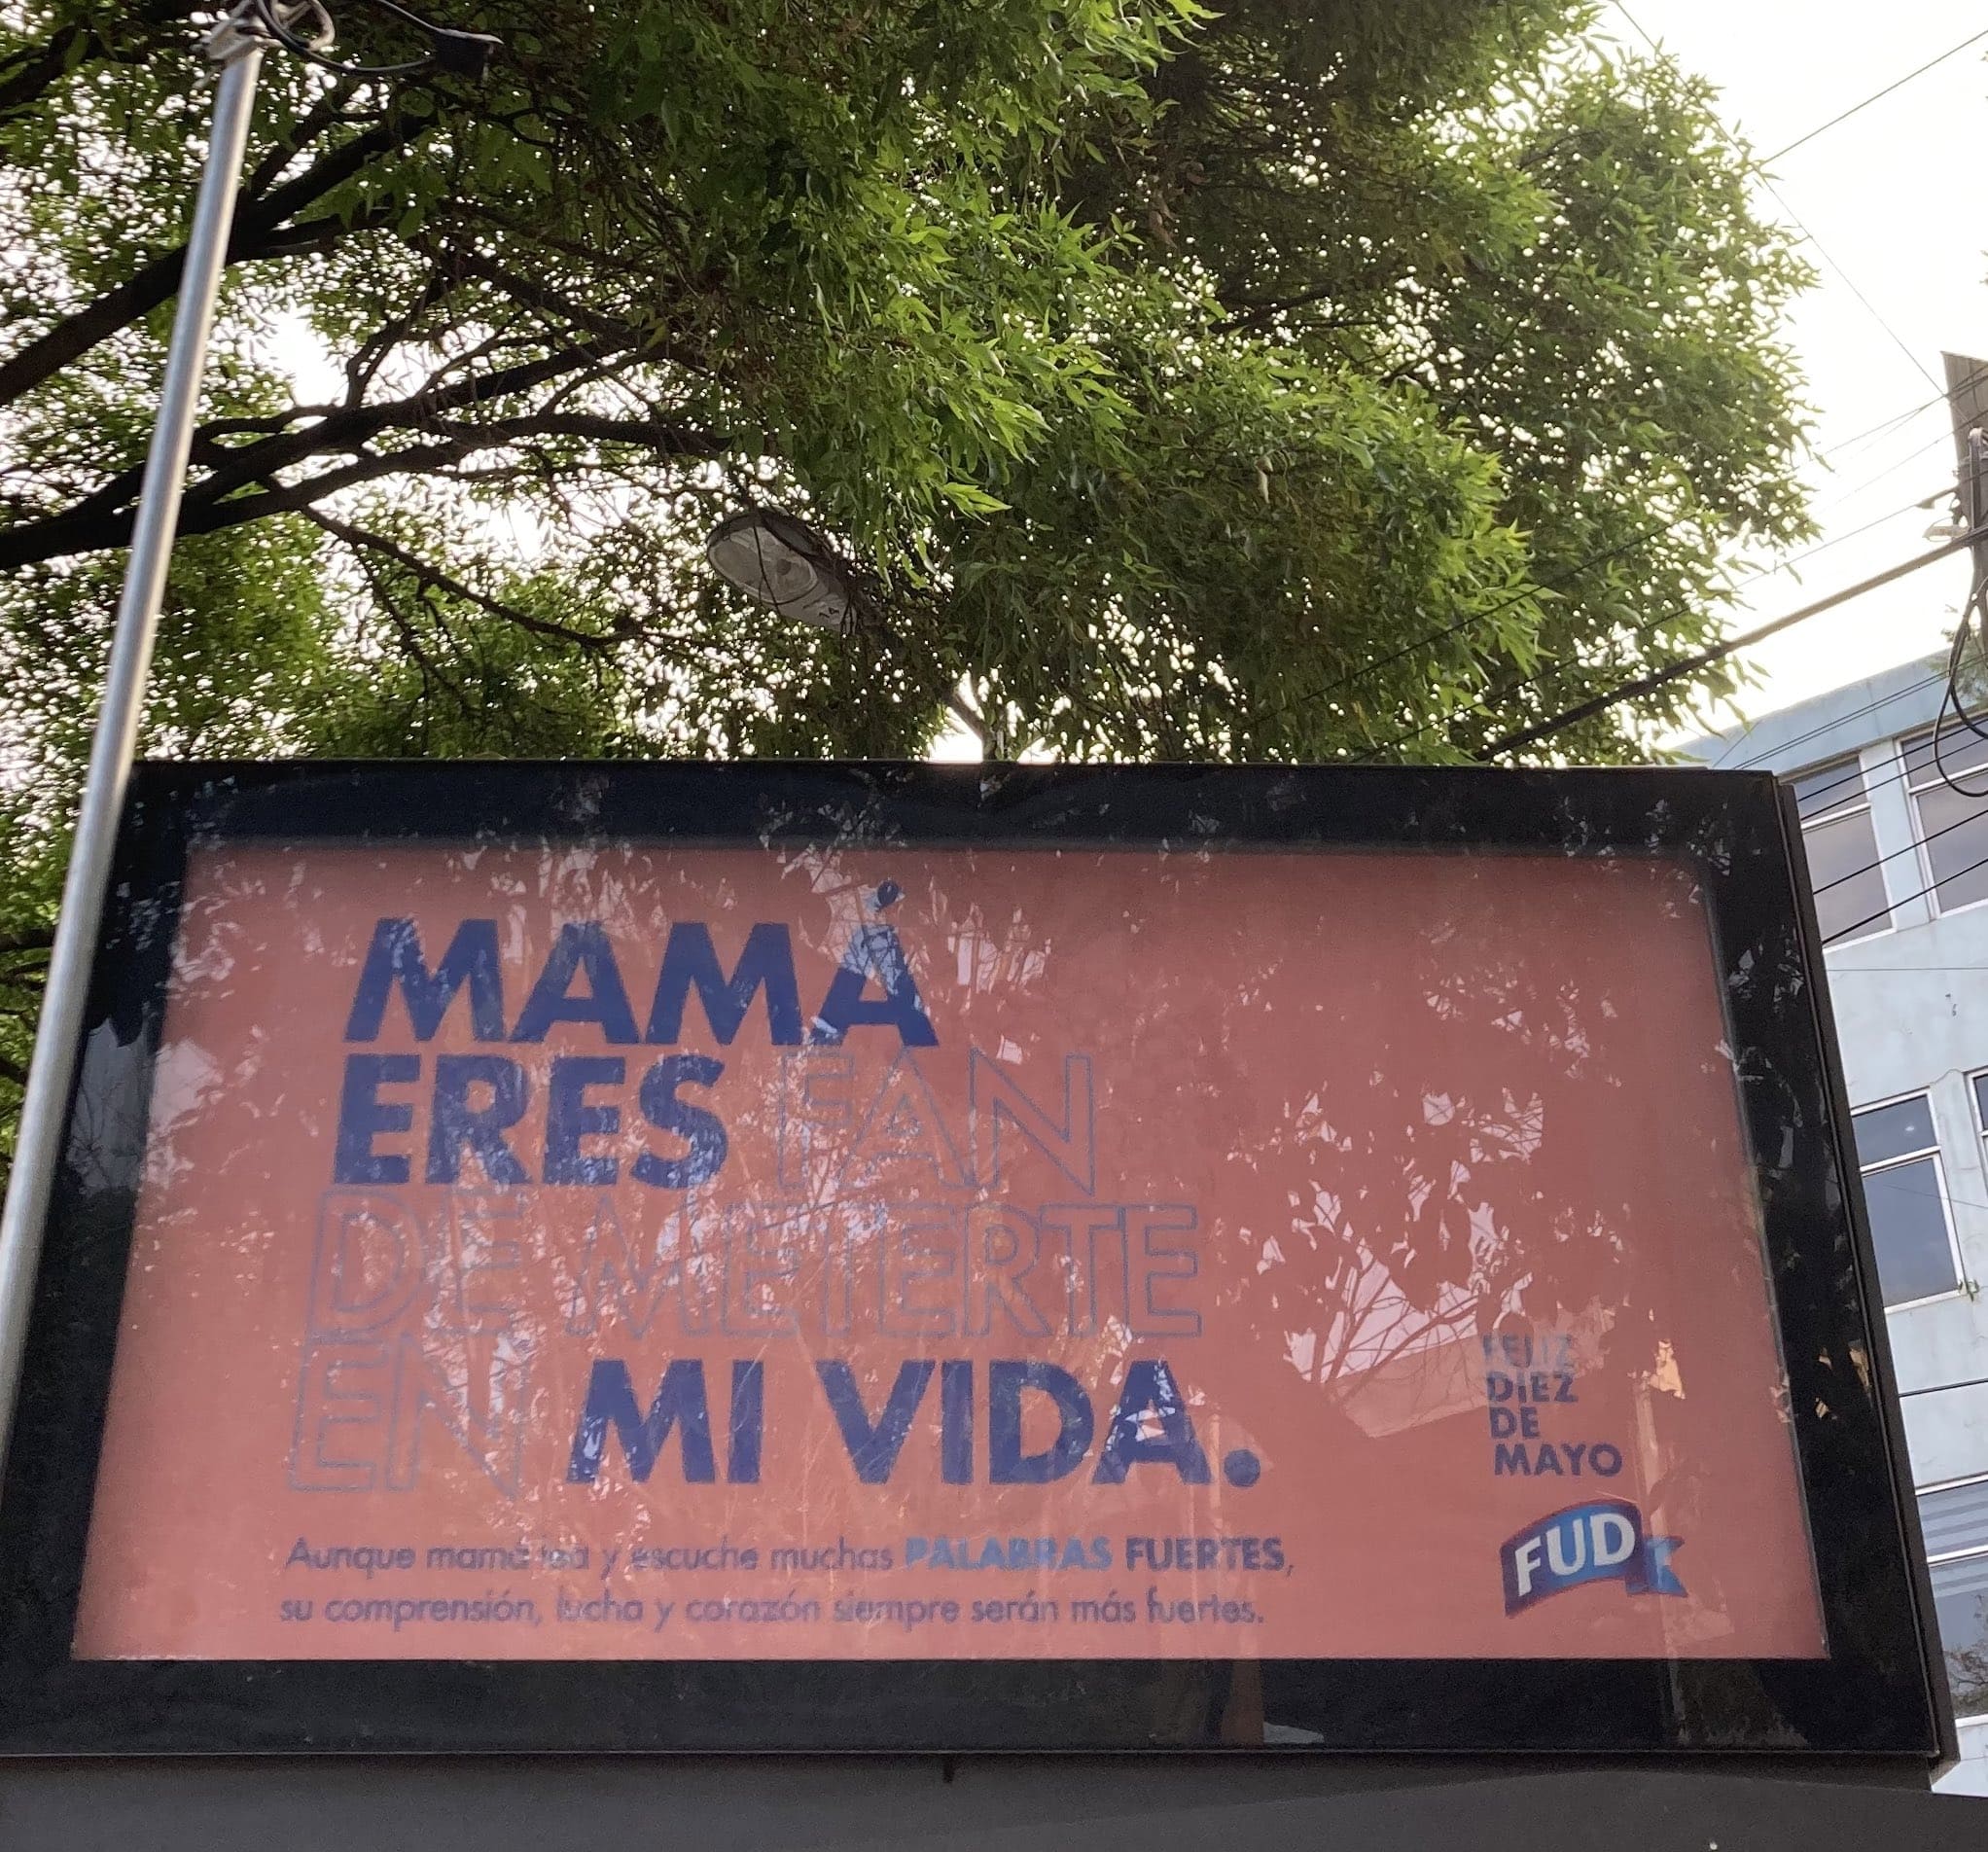 MAMÁ
ERES FAN
DE METERTE
EN MI VIDA.
Aunque mamá lea y escuche muchas PALABRAS FUERTES,
su comprensión, lucha y corazón siempre serán más fuertes.
FELIZ
DIEZ
DE
MAYO
FUD